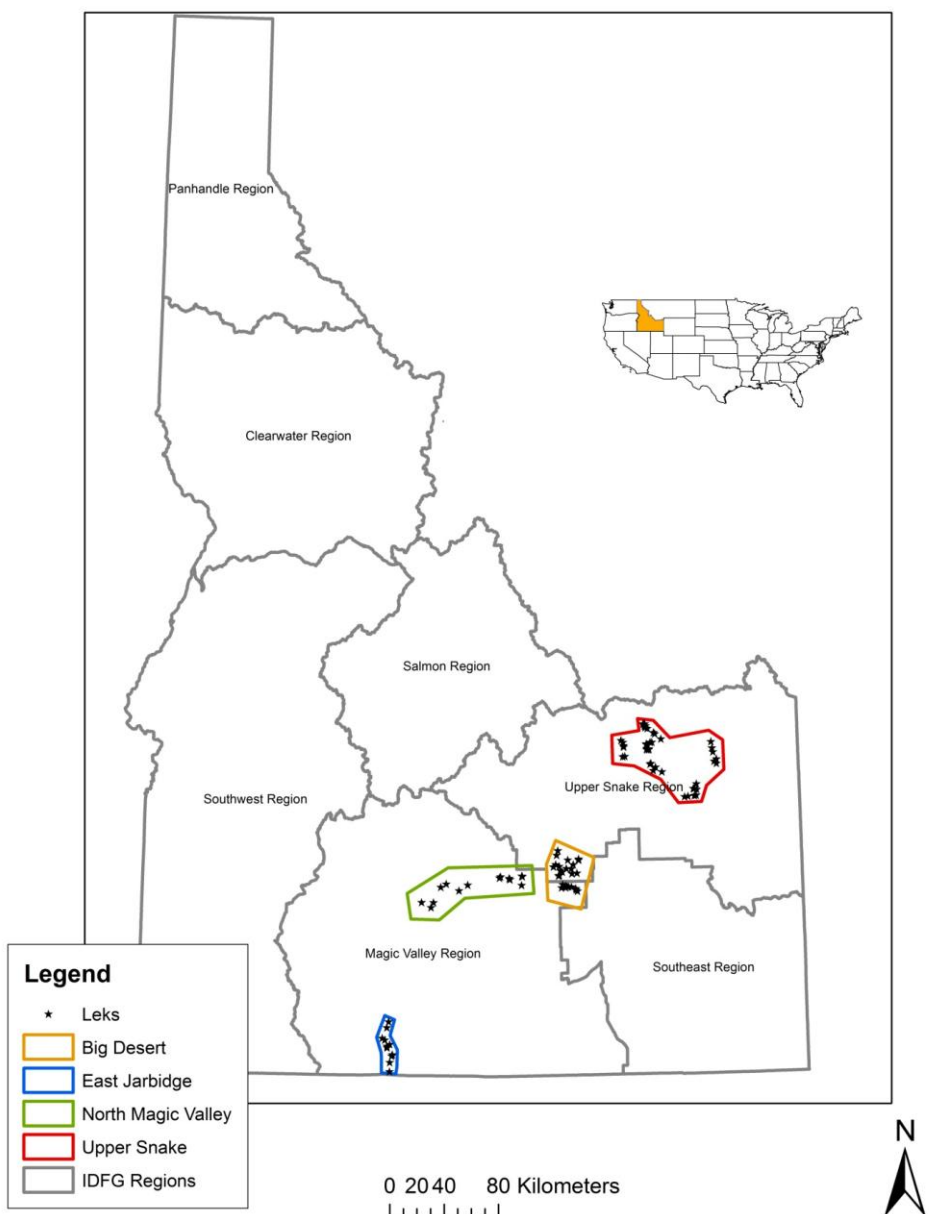 Panhandle Region
Clearwater Region
Salmon Region
Upper Snake Region
Southwest Region
Magic Valley Region
Southeast Region
Legend
Leks
Big Desert
East Jarbidge
North Magic Valley
Upper Snake
IDFG Regions
N
0 20 40 80 Kilometers